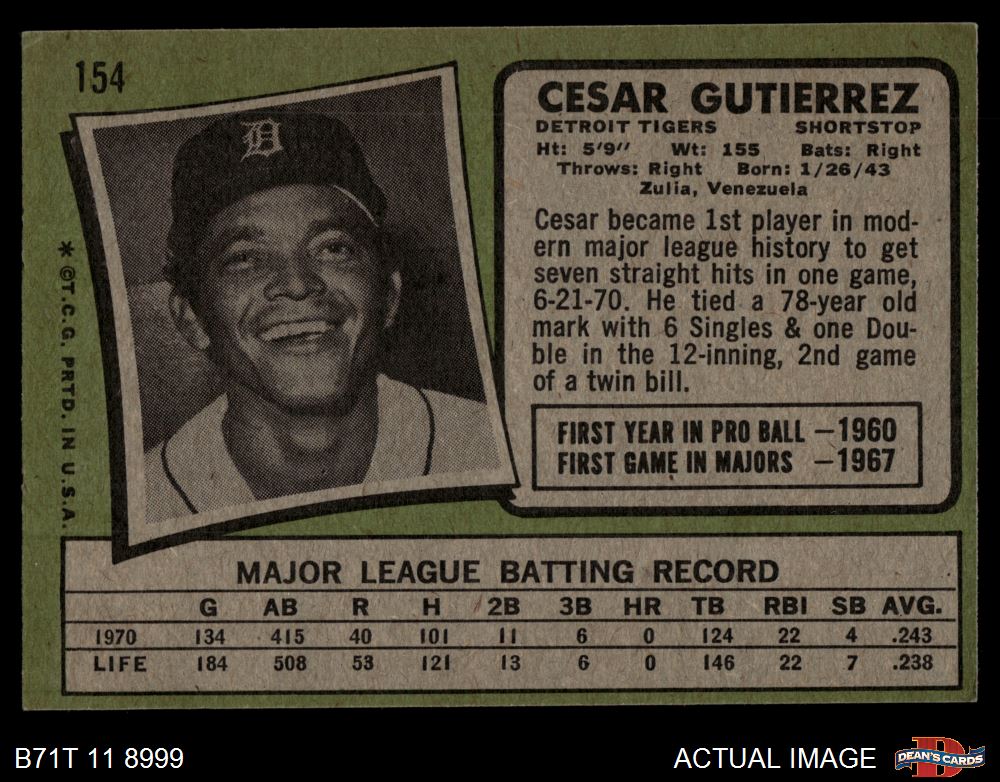 154
* ©T.C.G. PRTD. IN U.S.A.
D
CESAR GUTIERREZ
DETROIT TIGERS SHORTSTOP
Ht: 5'9" Wt: 155 Bats: Right
Throws: Right Born: 1/26/43
Zulia, Venezuela
Cesar became 1st player in mod-
ern major league history to get
seven straight hits in one game,
6-21-70. He tied a 78-year old
mark with 6 Singles & one Dou-
ble in the 12-inning, 2nd game
of a twin bill.
FIRST YEAR IN PRO BALL —1960
FIRST GAME IN MAJORS —1967
MAJOR LEAGUE BATTING RECORD
G AB R H 2B 3B HR TB RBI SB AVG.
1970 134 415 40 101 11 6 0 124 22 4 .243
LIFE 184 508 53 121 13 6 0 146 22 7 .238
B71T 11 8999
ACTUAL IMAGE
D
DEAN'S CARDS